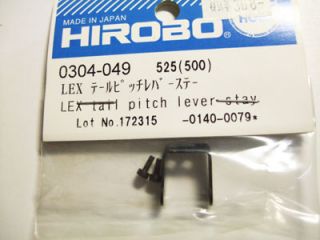 MADE IN JAPAN
HIROBO
0304-049 525(500)
LEX テールピッチレバーステー
LEX tail pitch lever stay
Lot No.172315 -0140-0079*